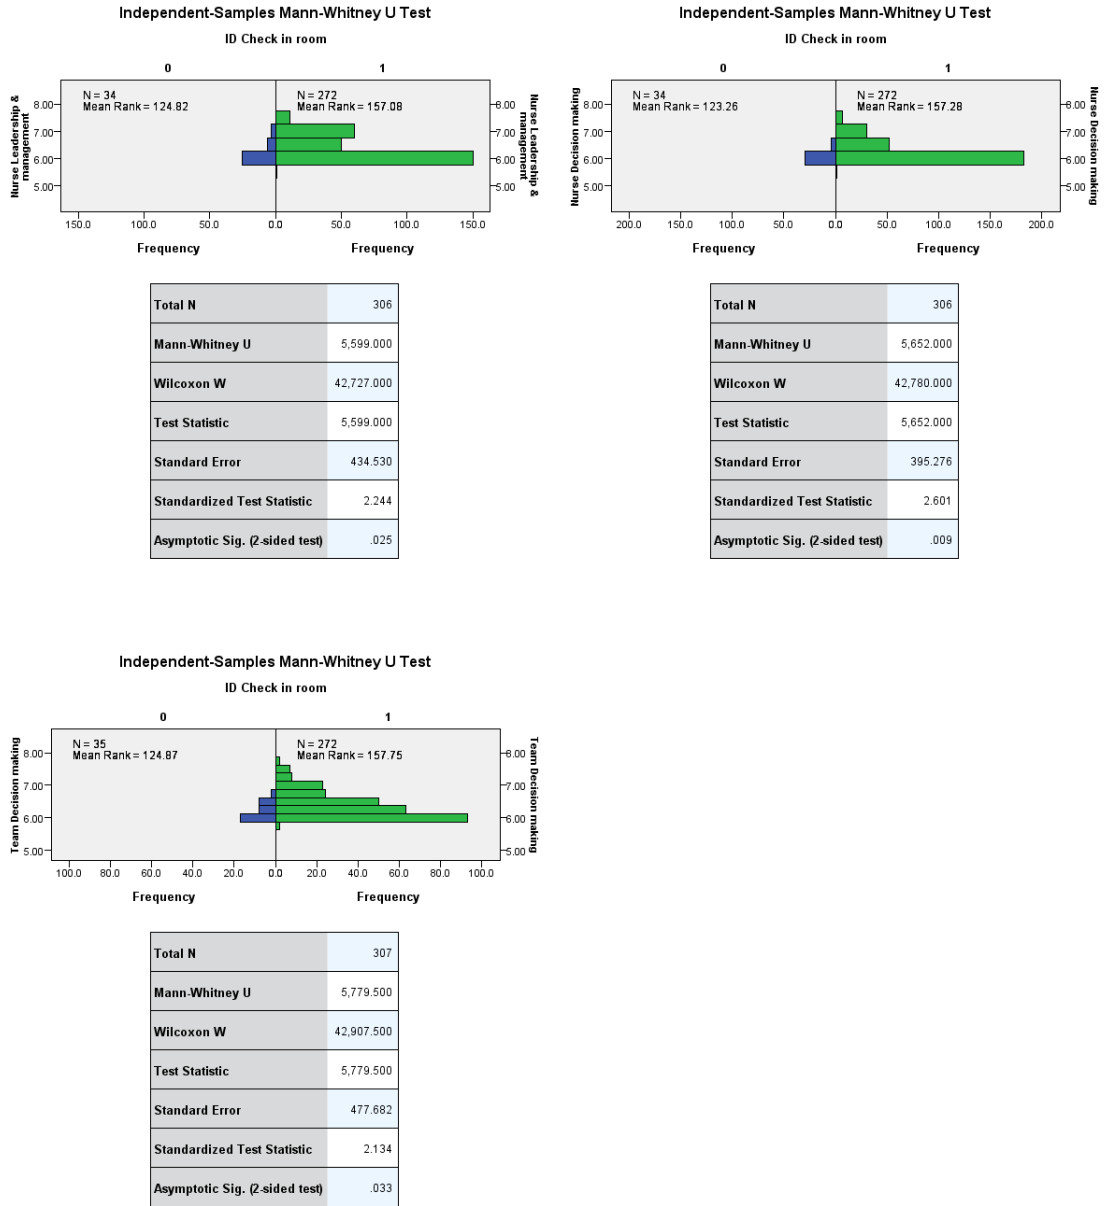 Independent-Samples Mann-Whitney U Test
ID Check in room
0 1
N = 34 N = 272
Mean Rank = 124.82 Mean Rank = 157.08
Nurse Leadership & management
8.00 8.00
7.00 7.00
6.00 6.00
5.00 5.00
Nurse Leadership & management
150.0 100.0 50.0 0.0 0.0 50.0 100.0 150.0
Frequency Frequency
Total N 306
Mann-Whitney U 5,599.000
Wilcoxon W 42,727.000
Test Statistic 5,599.000
Standard Error 434.530
Standardized Test Statistic 2.244
Asymptotic Sig. (2-sided test) .025
Independent-Samples Mann-Whitney U Test
ID Check in room
0 1
N = 34 N = 272
Mean Rank = 123.26 Mean Rank = 157.28
Nurse Decision making
8.00 8.00
7.00 7.00
6.00 6.00
5.00 5.00
Nurse Decision making
200.0 150.0 100.0 50.0 0.0 0.0 50.0 100.0 150.0 200.0
Frequency Frequency
Total N 306
Mann-Whitney U 5,652.000
Wilcoxon W 42,780.000
Test Statistic 5,652.000
Standard Error 395.276
Standardized Test Statistic 2.601
Asymptotic Sig. (2-sided test) .009
Independent-Samples Mann-Whitney U Test
ID Check in room
0 1
N = 35 N = 272
Mean Rank = 124.87 Mean Rank = 157.75
Team Decision making
8.00 8.00
7.00 7.00
6.00 6.00
5.00 5.00
Team Decision making
100.0 80.0 60.0 40.0 20.0 0.0 0.0 20.0 40.0 60.0 80.0 100.0
Frequency Frequency
Total N 307
Mann-Whitney U 5,779.500
Wilcoxon W 42,907.500
Test Statistic 5,779.500
Standard Error 477.682
Standardized Test Statistic 2.134
Asymptotic Sig. (2-sided test) .033